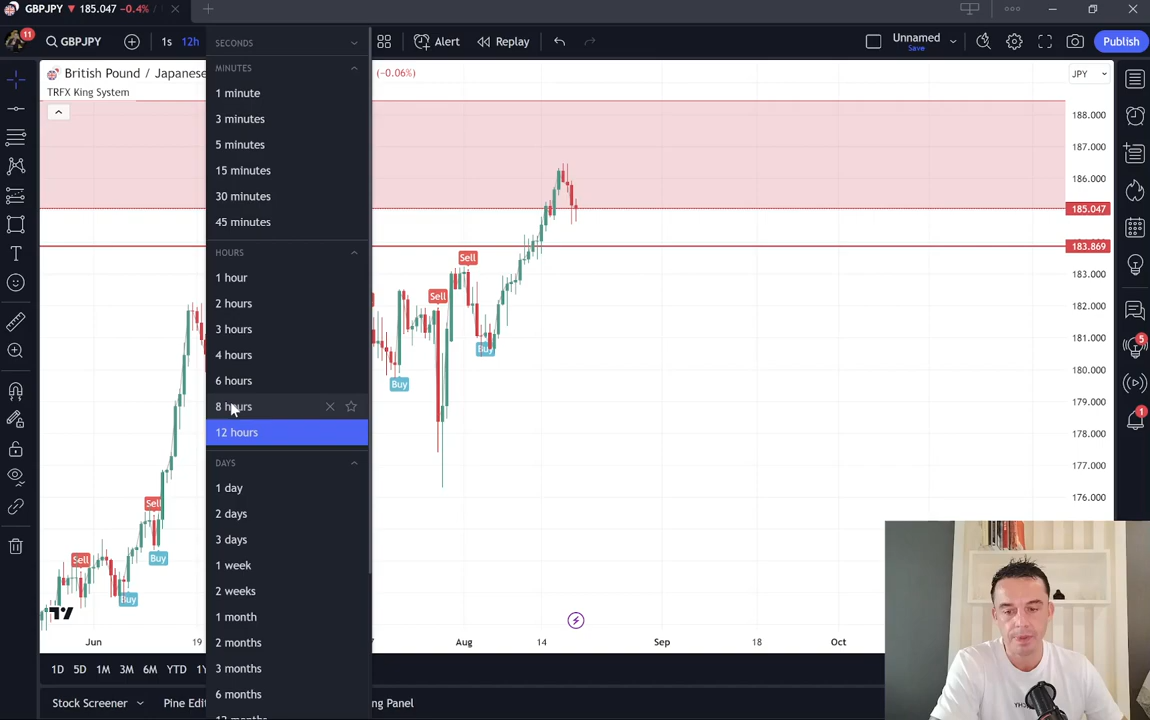 GBPJPY ▼ 185.047 −0.4% /
11
GBPJPY
1s
12h
Alert
Replay
Unnamed
Save
Publish
SECONDS
MINUTES
1 minute
3 minutes
5 minutes
15 minutes
30 minutes
45 minutes
HOURS
1 hour
2 hours
3 hours
4 hours
6 hours
8 hours
12 hours
DAYS
1 day
2 days
3 days
1 week
2 weeks
1 month
2 months
3 months
6 months
12 months
British Pound / Japanese
(−0.06%)
TRFX King System
JPY
188.000
187.000
186.000
185.047
183.869
183.000
182.000
181.000
180.000
179.000
178.000
177.000
176.000
Sell
Sell
Buy
Buy
Sell
Sell
Buy
Buy
Jun
19
Aug
14
Sep
18
Oct
1D
5D
1M
3M
6M
YTD
Stock Screener
Pine Edit
ng Panel
5
1